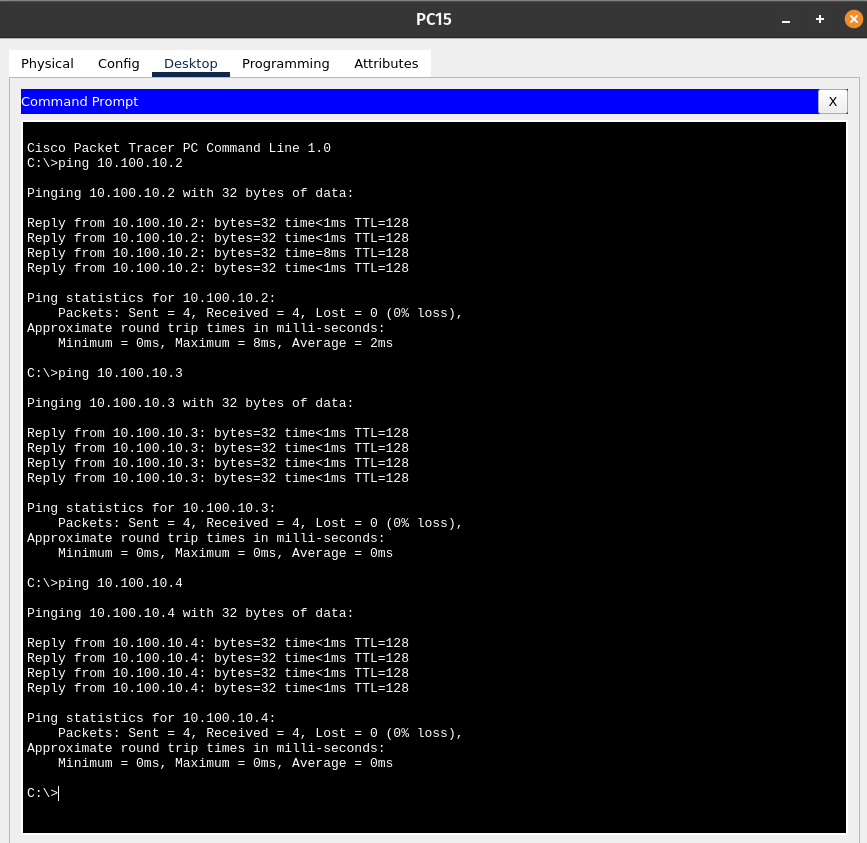 PC15
Physical Config Desktop Programming Attributes
Command Prompt X
Cisco Packet Tracer PC Command Line 1.0
C:\>ping 10.100.10.2
Pinging 10.100.10.2 with 32 bytes of data:
Reply from 10.100.10.2: bytes=32 time<1ms TTL=128
Reply from 10.100.10.2: bytes=32 time<1ms TTL=128
Reply from 10.100.10.2: bytes=32 time=8ms TTL=128
Reply from 10.100.10.2: bytes=32 time<1ms TTL=128
Ping statistics for 10.100.10.2:
    Packets: Sent = 4, Received = 4, Lost = 0 (0% loss),
Approximate round trip times in milli-seconds:
    Minimum = 0ms, Maximum = 8ms, Average = 2ms
C:\>ping 10.100.10.3
Pinging 10.100.10.3 with 32 bytes of data:
Reply from 10.100.10.3: bytes=32 time<1ms TTL=128
Reply from 10.100.10.3: bytes=32 time<1ms TTL=128
Reply from 10.100.10.3: bytes=32 time<1ms TTL=128
Reply from 10.100.10.3: bytes=32 time<1ms TTL=128
Ping statistics for 10.100.10.3:
    Packets: Sent = 4, Received = 4, Lost = 0 (0% loss),
Approximate round trip times in milli-seconds:
    Minimum = 0ms, Maximum = 0ms, Average = 0ms
C:\>ping 10.100.10.4
Pinging 10.100.10.4 with 32 bytes of data:
Reply from 10.100.10.4: bytes=32 time<1ms TTL=128
Reply from 10.100.10.4: bytes=32 time<1ms TTL=128
Reply from 10.100.10.4: bytes=32 time<1ms TTL=128
Reply from 10.100.10.4: bytes=32 time<1ms TTL=128
Ping statistics for 10.100.10.4:
    Packets: Sent = 4, Received = 4, Lost = 0 (0% loss),
Approximate round trip times in milli-seconds:
    Minimum = 0ms, Maximum = 0ms, Average = 0ms
C:\>